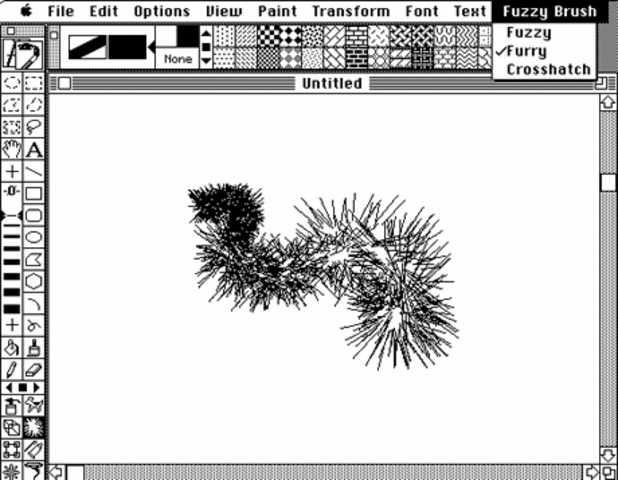 File Edit Options View Paint Transform Font Text Fuzzy Brush
Fuzzy
✓Furry
Crosshatch
None
Untitled
A
-0-